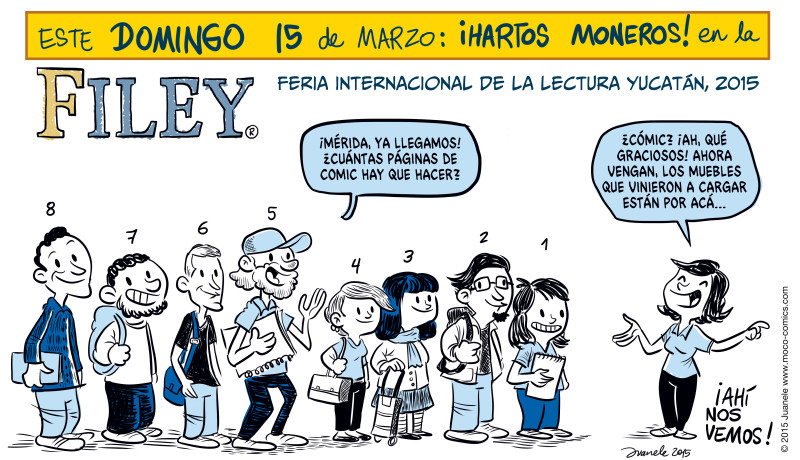 ESTE DOMINGO 15 de MARZO: ¡HARTOS MONEROS! en la
FILEY®
FERIA INTERNACIONAL DE LA LECTURA YUCATÁN, 2015
¡MÉRIDA, YA LLEGAMOS!
¿CUÁNTAS PÁGINAS DE
COMIC HAY QUE HACER?
¿CÓMIC? ¡AH, QUÉ
GRACIOSOS! AHORA
VENGAN, LOS MUEBLES
QUE VINIERON A CARGAR
ESTÁN POR ACÁ...
8
7
6
5
4
3
2
1
¡AHÍ
NOS
VEMOS!
Juanele 2015
© 2015 Juanele www.moco-comics.com